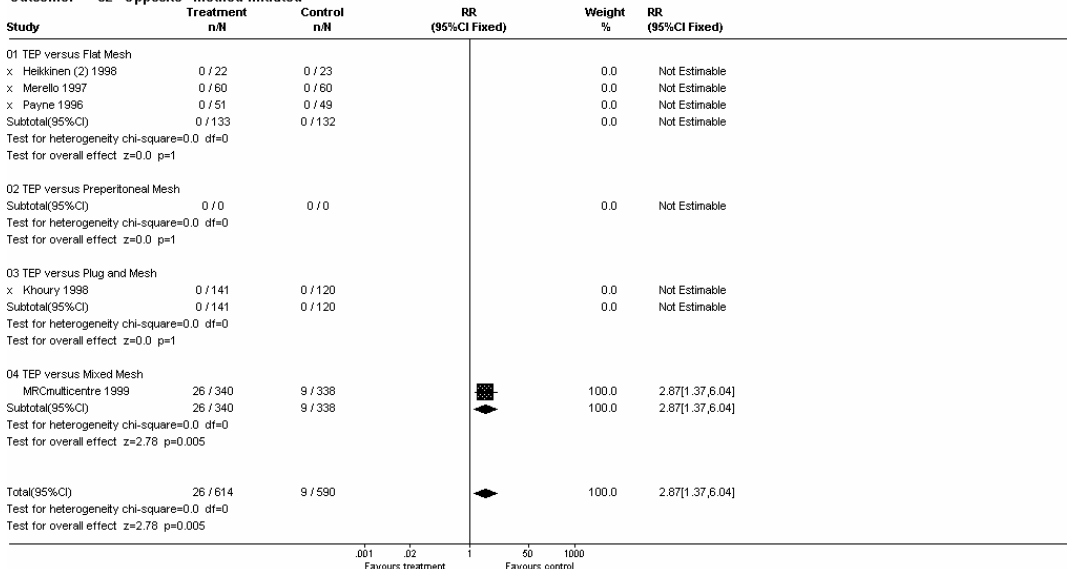 Outcome: 02 "Opposite" method initiated
Treatment Control RR Weight RR
Study n/N n/N (95%CI Fixed) % (95%CI Fixed)
01 TEP versus Flat Mesh
x Heikkinen (2) 1998 0 / 22 0 / 23 0.0 Not Estimable
x Merello 1997 0 / 60 0 / 60 0.0 Not Estimable
x Payne 1996 0 / 51 0 / 49 0.0 Not Estimable
Subtotal(95%CI) 0 / 133 0 / 132 0.0 Not Estimable
Test for heterogeneity chi-square=0.0 df=0
Test for overall effect z=0.0 p=1
02 TEP versus Preperitoneal Mesh
Subtotal(95%CI) 0 / 0 0 / 0 0.0 Not Estimable
Test for heterogeneity chi-square=0.0 df=0
Test for overall effect z=0.0 p=1
03 TEP versus Plug and Mesh
x Khoury 1998 0 / 141 0 / 120 0.0 Not Estimable
Subtotal(95%CI) 0 / 141 0 / 120 0.0 Not Estimable
Test for heterogeneity chi-square=0.0 df=0
Test for overall effect z=0.0 p=1
04 TEP versus Mixed Mesh
MRCmulticentre 1999 26 / 340 9 / 338 100.0 2.87[1.37,6.04]
Subtotal(95%CI) 26 / 340 9 / 338 100.0 2.87[1.37,6.04]
Test for heterogeneity chi-square=0.0 df=0
Test for overall effect z=2.78 p=0.005
Total(95%CI) 26 / 614 9 / 590 100.0 2.87[1.37,6.04]
Test for heterogeneity chi-square=0.0 df=0
Test for overall effect z=2.78 p=0.005
.001 .02 1 50 1000
Favours treatment Favours control